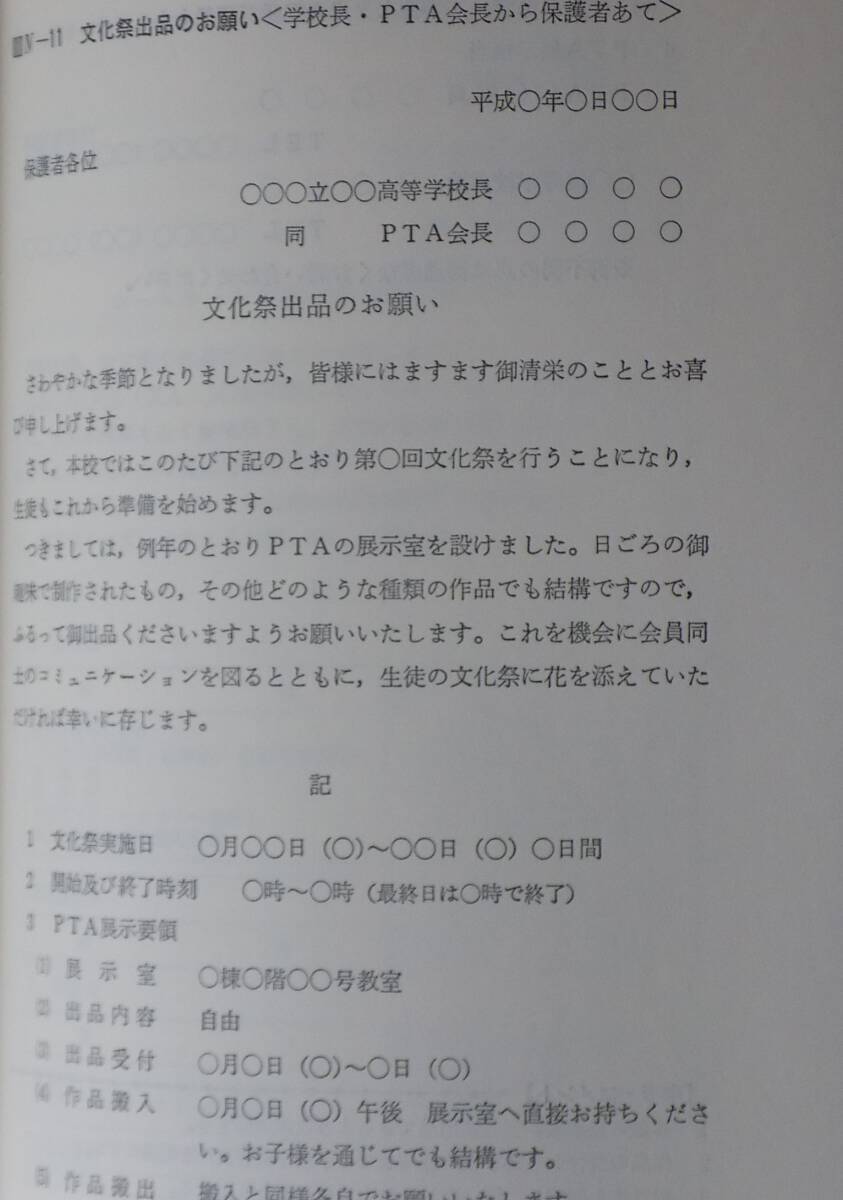 Ⅳ－11　文化祭出品のお願い＜学校長・ＰＴＡ会長から保護者あて＞
平成○年○日○○日
保護者各位
○○○立○○高等学校長　○　○　○　○
同　　　ＰＴＡ会長　○　○　○　○
文化祭出品のお願い
さわやかな季節となりましたが，皆様にはますます御清栄のこととお喜
び申し上げます。
さて，本校ではこのたび下記のとおり第○回文化祭を行うことになり，
生徒もこれから準備を始めます。
つきましては，例年のとおりＰＴＡの展示室を設けました。日ごろの御
趣味で制作されたもの，その他どのような種類の作品でも結構ですので，
ふるって御出品くださいますようお願いいたします。これを機会に会員同
士のコミュニケーションを図るとともに，生徒の文化祭に花を添えていた
だければ幸いに存じます。
記
1　文化祭実施日　○月○○日（○）～○○日（○）○日間
2　開始及び終了時刻　○時～○時（最終日は○時で終了）
3　ＰＴＡ展示要領
(1)　展　示　室　○棟○階○○号教室
(2)　出品内容　自由
(3)　出品受付　○月○日（○）～○日（○）
(4)　作品搬入　○月○日（○）午後　展示室へ直接お持ちくださ
い。お子様を通じてでも結構です。
(5)　作品搬出　搬入と同様各自でお願いいたします